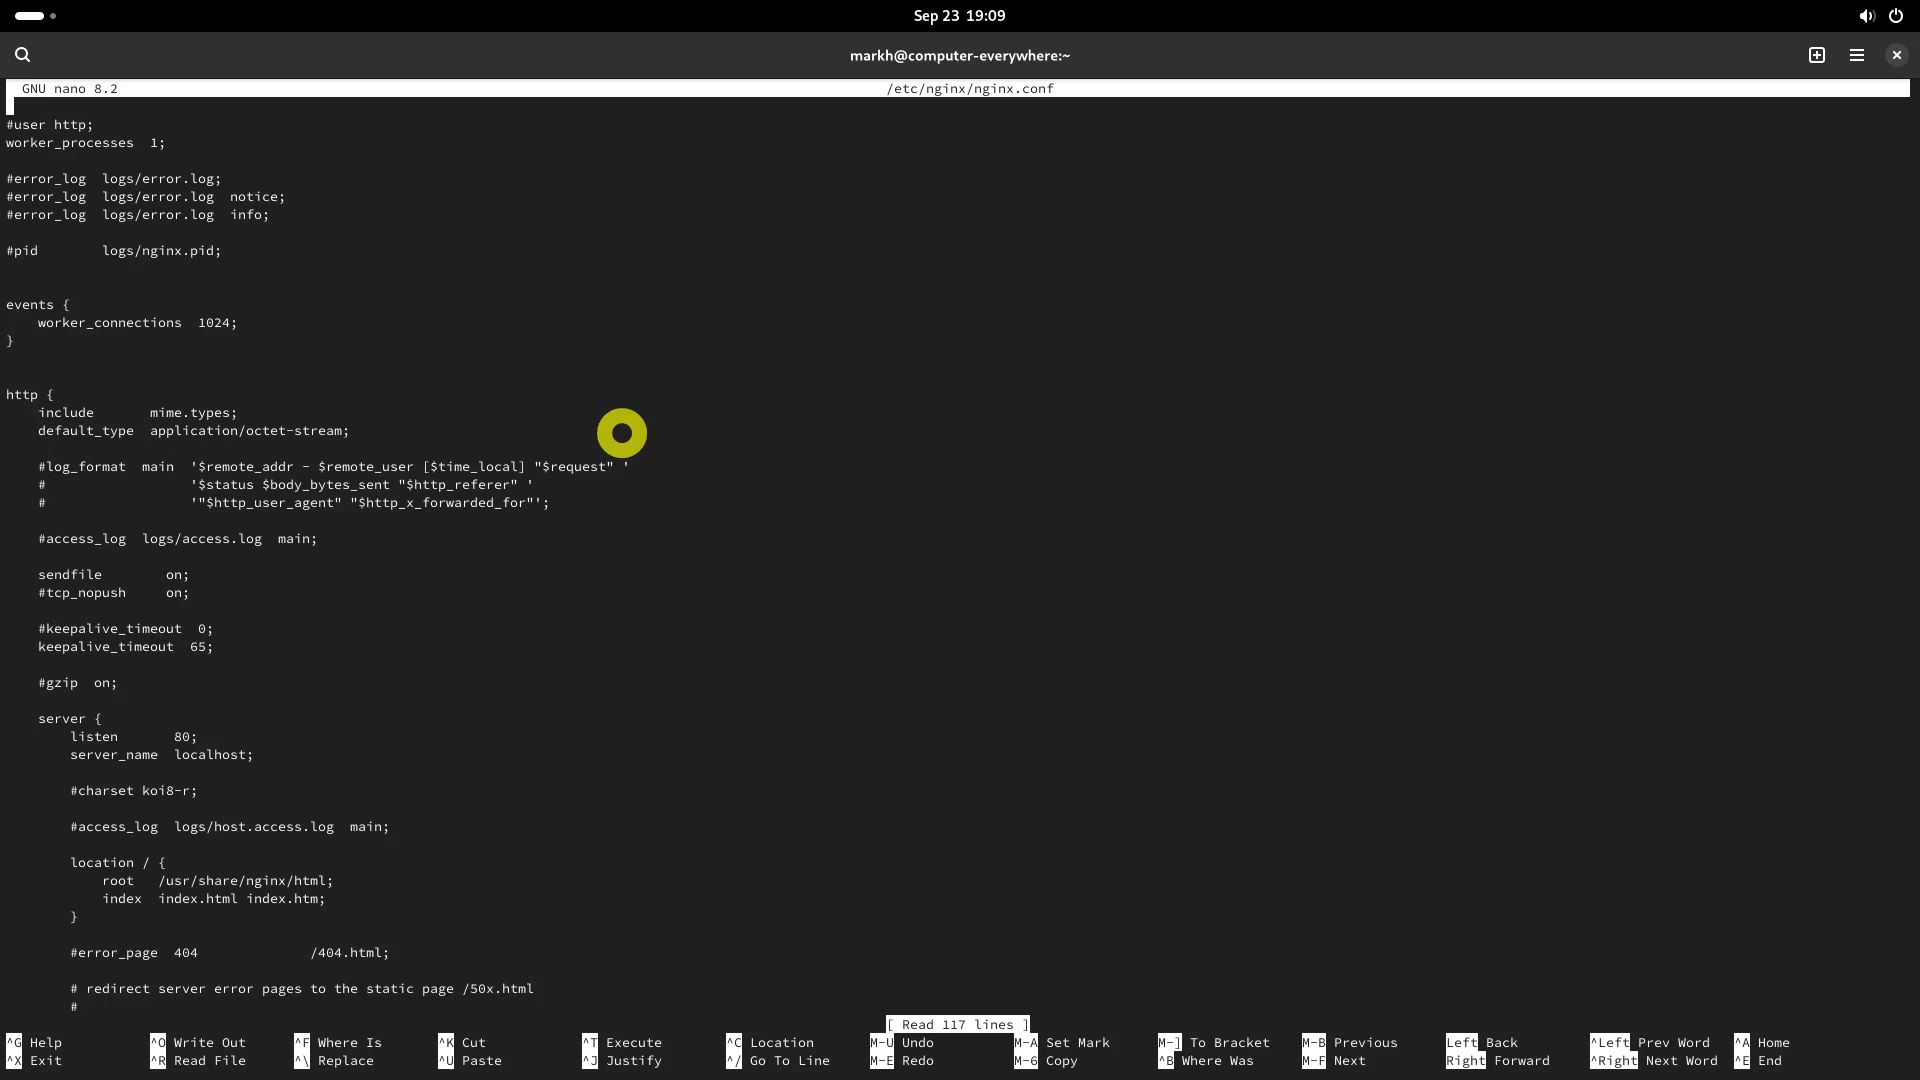 Sep 23 19:09
markh@computer-everywhere:~
GNU nano 8.2 /etc/nginx/nginx.conf
#user http;
worker_processes  1;
#error_log  logs/error.log;
#error_log  logs/error.log  notice;
#error_log  logs/error.log  info;
#pid        logs/nginx.pid;
events {
    worker_connections  1024;
}
http {
    include       mime.types;
    default_type  application/octet-stream;
    #log_format  main  '$remote_addr - $remote_user [$time_local] "$request" '
    #                  '$status $body_bytes_sent "$http_referer" '
    #                  '"$http_user_agent" "$http_x_forwarded_for"';
    #access_log  logs/access.log  main;
    sendfile        on;
    #tcp_nopush     on;
    #keepalive_timeout  0;
    keepalive_timeout  65;
    #gzip  on;
    server {
        listen       80;
        server_name  localhost;
        #charset koi8-r;
        #access_log  logs/host.access.log  main;
        location / {
            root   /usr/share/nginx/html;
            index  index.html index.htm;
        }
        #error_page  404              /404.html;
        # redirect server error pages to the static page /50x.html
        #
[ Read 117 lines ]
^G Help ^O Write Out ^F Where Is ^K Cut ^T Execute ^C Location M-U Undo M-A Set Mark M-] To Bracket M-B Previous Left Back ^Left Prev Word ^A Home
^X Exit ^R Read File ^\ Replace ^U Paste ^J Justify ^/ Go To Line M-E Redo M-6 Copy ^B Where Was M-F Next Right Forward ^Right Next Word ^E End